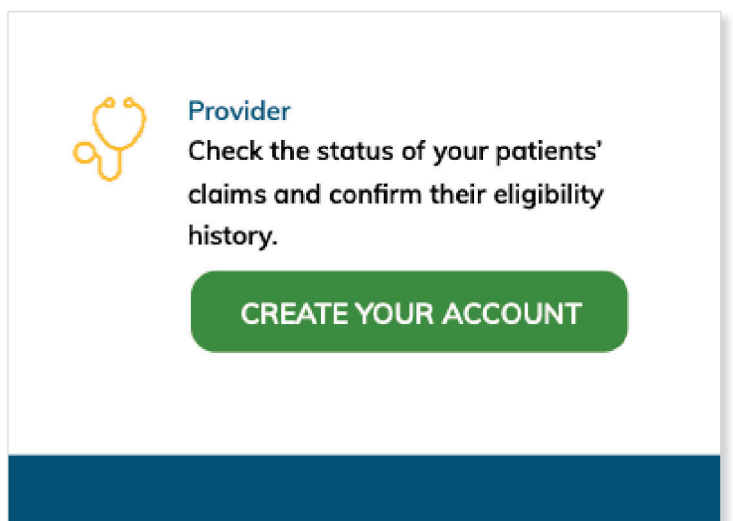 Provider
Check the status of your patients’
claims and confirm their eligibility
history.
CREATE YOUR ACCOUNT